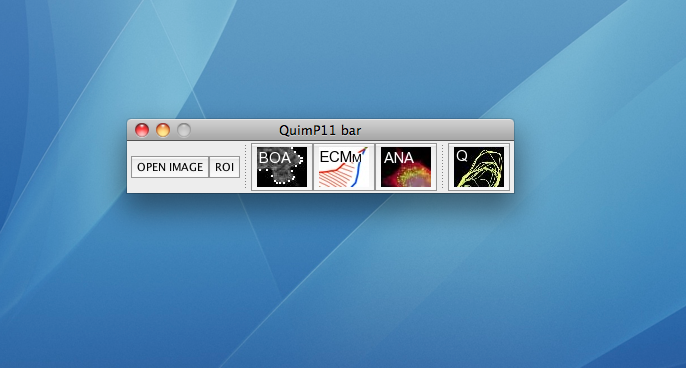 QuimP11 bar
OPEN IMAGE ROI BOA ECMM ANA Q